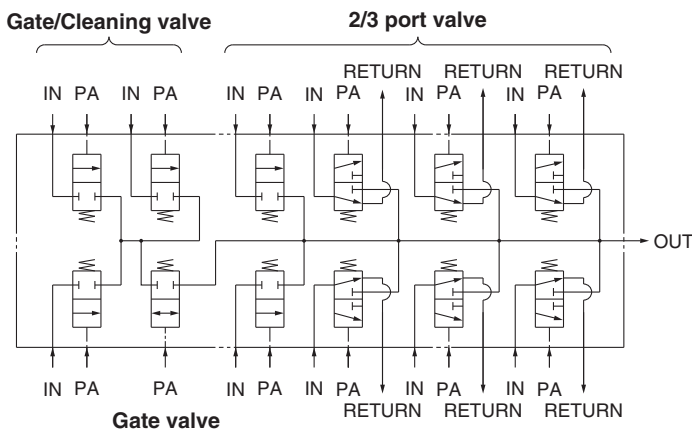 Gate/Cleaning valve 2/3 port valve
RETURN RETURN RETURN
IN PA IN PA IN PA IN PA IN PA IN PA
OUT
IN PA PA IN PA IN PA IN PA IN PA
RETURN RETURN RETURN
Gate valve